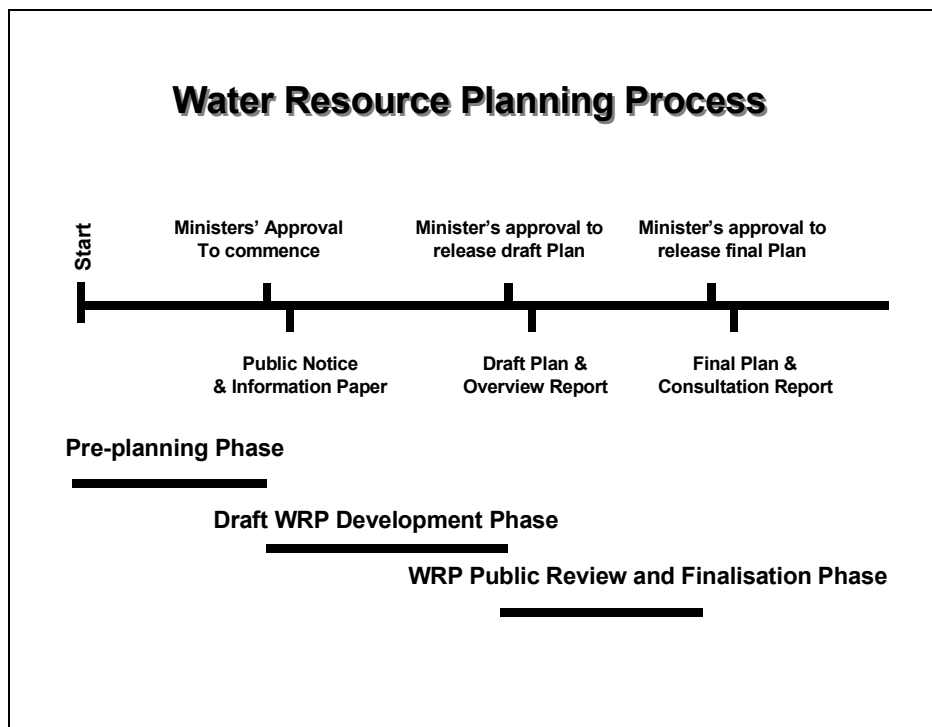 Water Resource Planning Process
Start
Ministers' Approval
To commence
Minister's approval to
release draft Plan
Minister's approval to
release final Plan
Public Notice
& Information Paper
Draft Plan &
Overview Report
Final Plan &
Consultation Report
Pre-planning Phase
Draft WRP Development Phase
WRP Public Review and Finalisation Phase